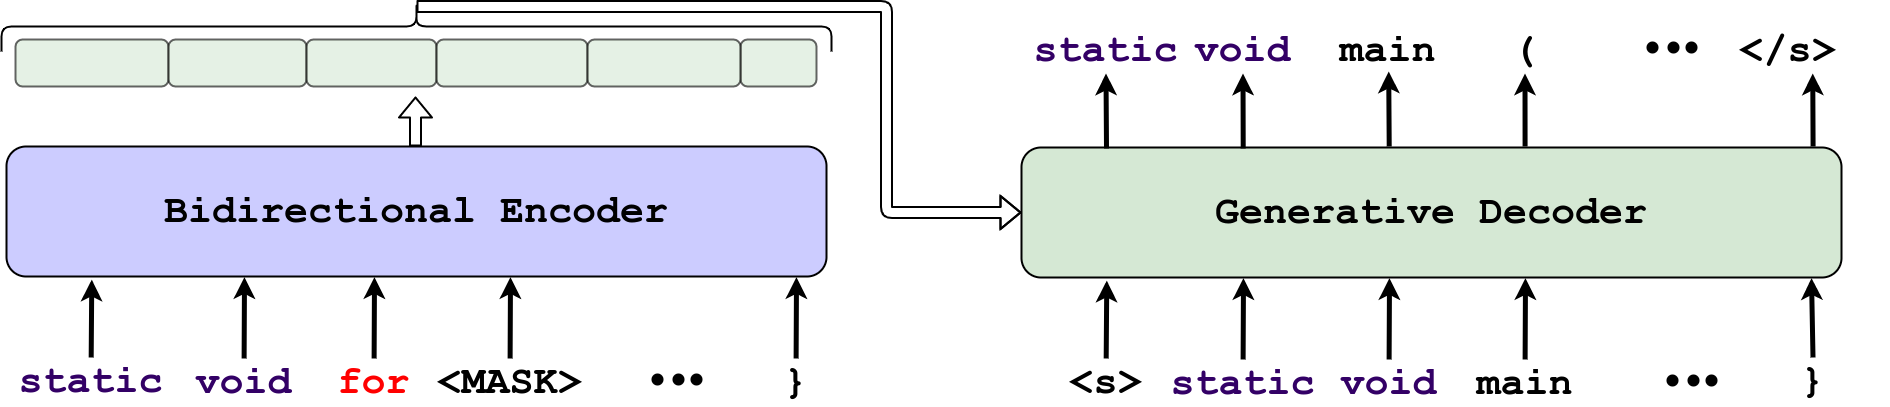 static void main ( ••• </s>
Bidirectional Encoder
Generative Decoder
static void for <MASK> ••• }
<s> static void main ••• }